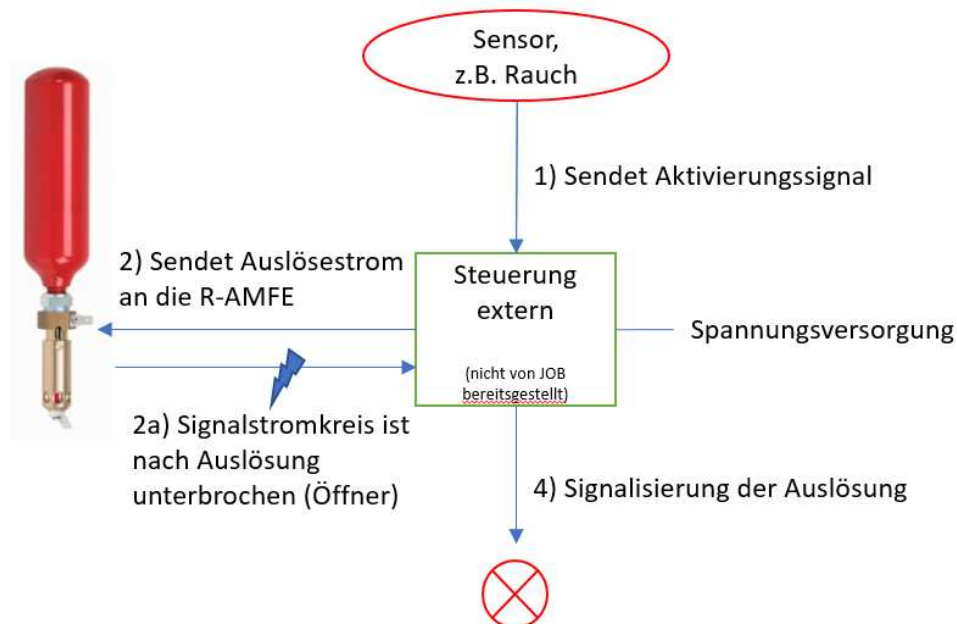 Sensor,
z.B. Rauch
1) Sendet Aktivierungssignal
2) Sendet Auslösestrom
an die R-AMFE
Steuerung
extern
(nicht von JOB
bereitsgestellt)
Spannungsversorgung
2a) Signalstromkreis ist
nach Auslösung
unterbrochen (Öffner)
4) Signalisierung der Auslösung